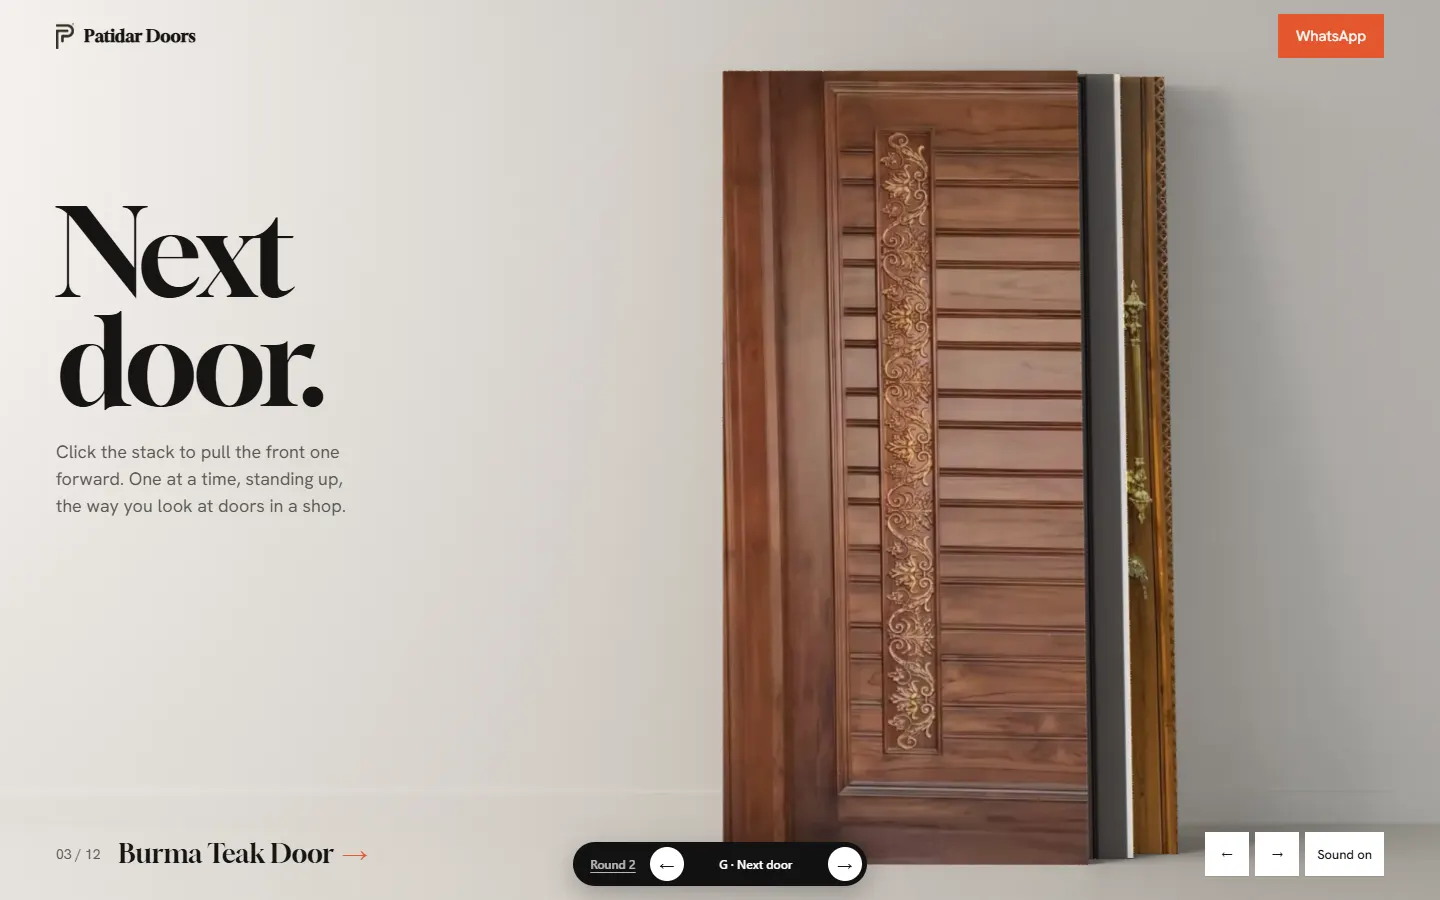 Patidar Doors
WhatsApp
Next
door.
Click the stack to pull the front one
forward. One at a time, standing up,
the way you look at doors in a shop.
03 / 12 Burma Teak Door →
Round 2 ← G · Next door →
← → Sound on